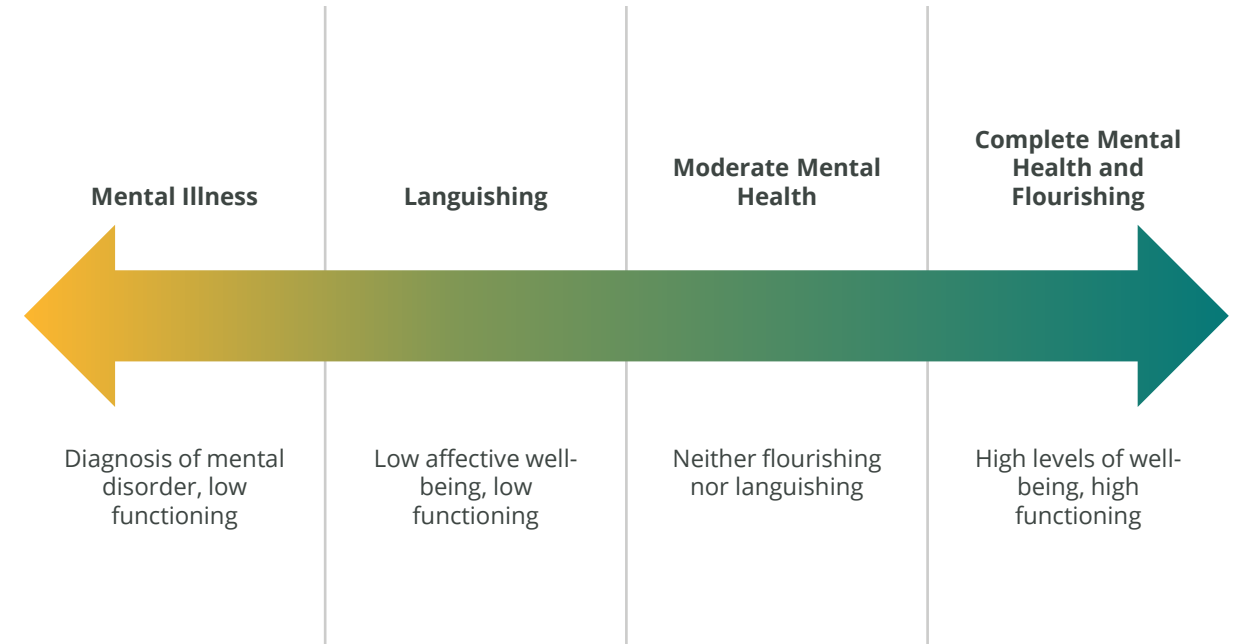 Mental Illness
Languishing
Moderate Mental
Health
Complete Mental
Health and
Flourishing
Diagnosis of mental
disorder, low
functioning
Low affective well-
being, low
functioning
Neither flourishing
nor languishing
High levels of well-
being, high
functioning